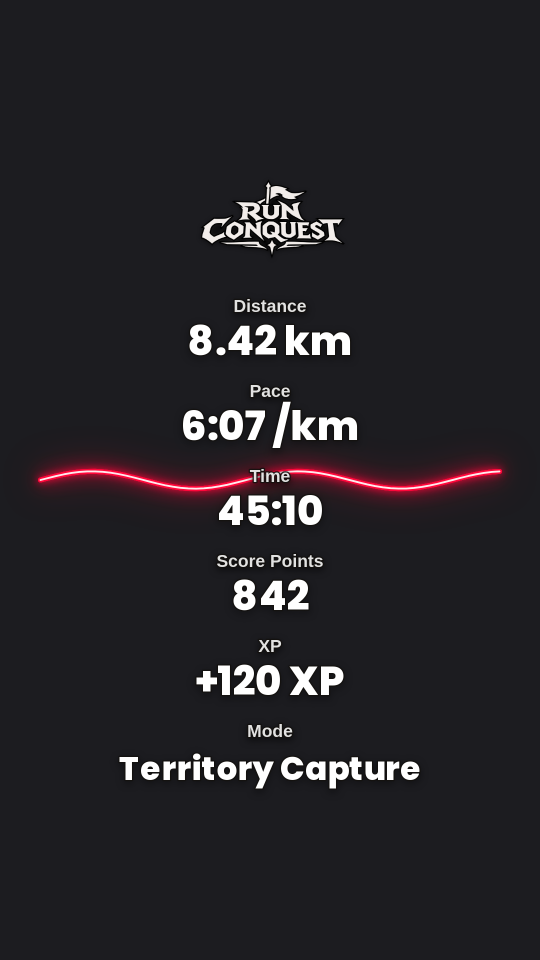 RUN
CONQUEST
Distance
8.42 km
Pace
6:07 /km
Time
45:10
Score Points
842
XP
+120 XP
Mode
Territory Capture